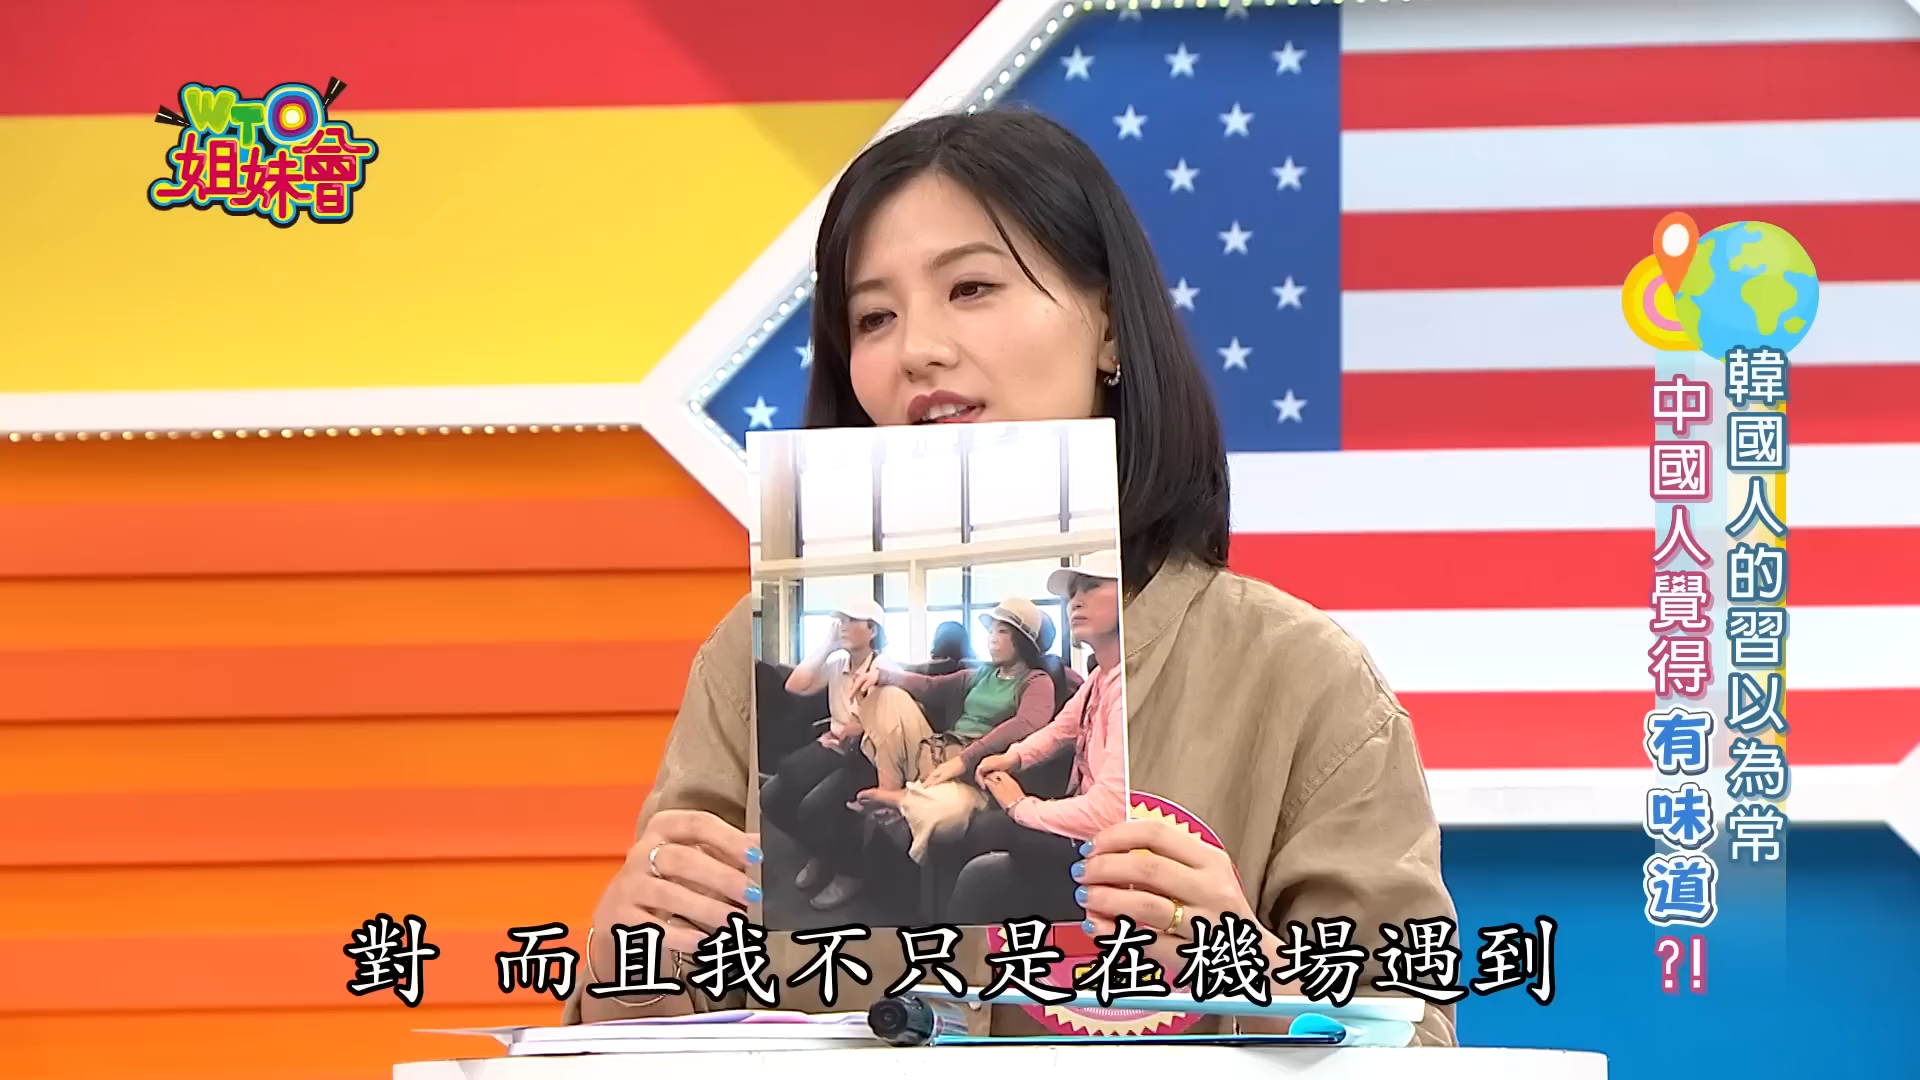 WTO
姐妹會
韓國人的習以為常
中國人覺得有味道?!
對 而且我不只是在機場遇到